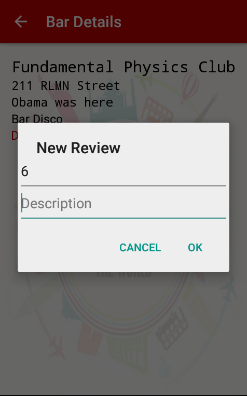 Bar Details
Fundamental Physics Club
211 RLMN Street
Obama was here
Bar Disco
D
New Review
6
Description
CANCEL
OK